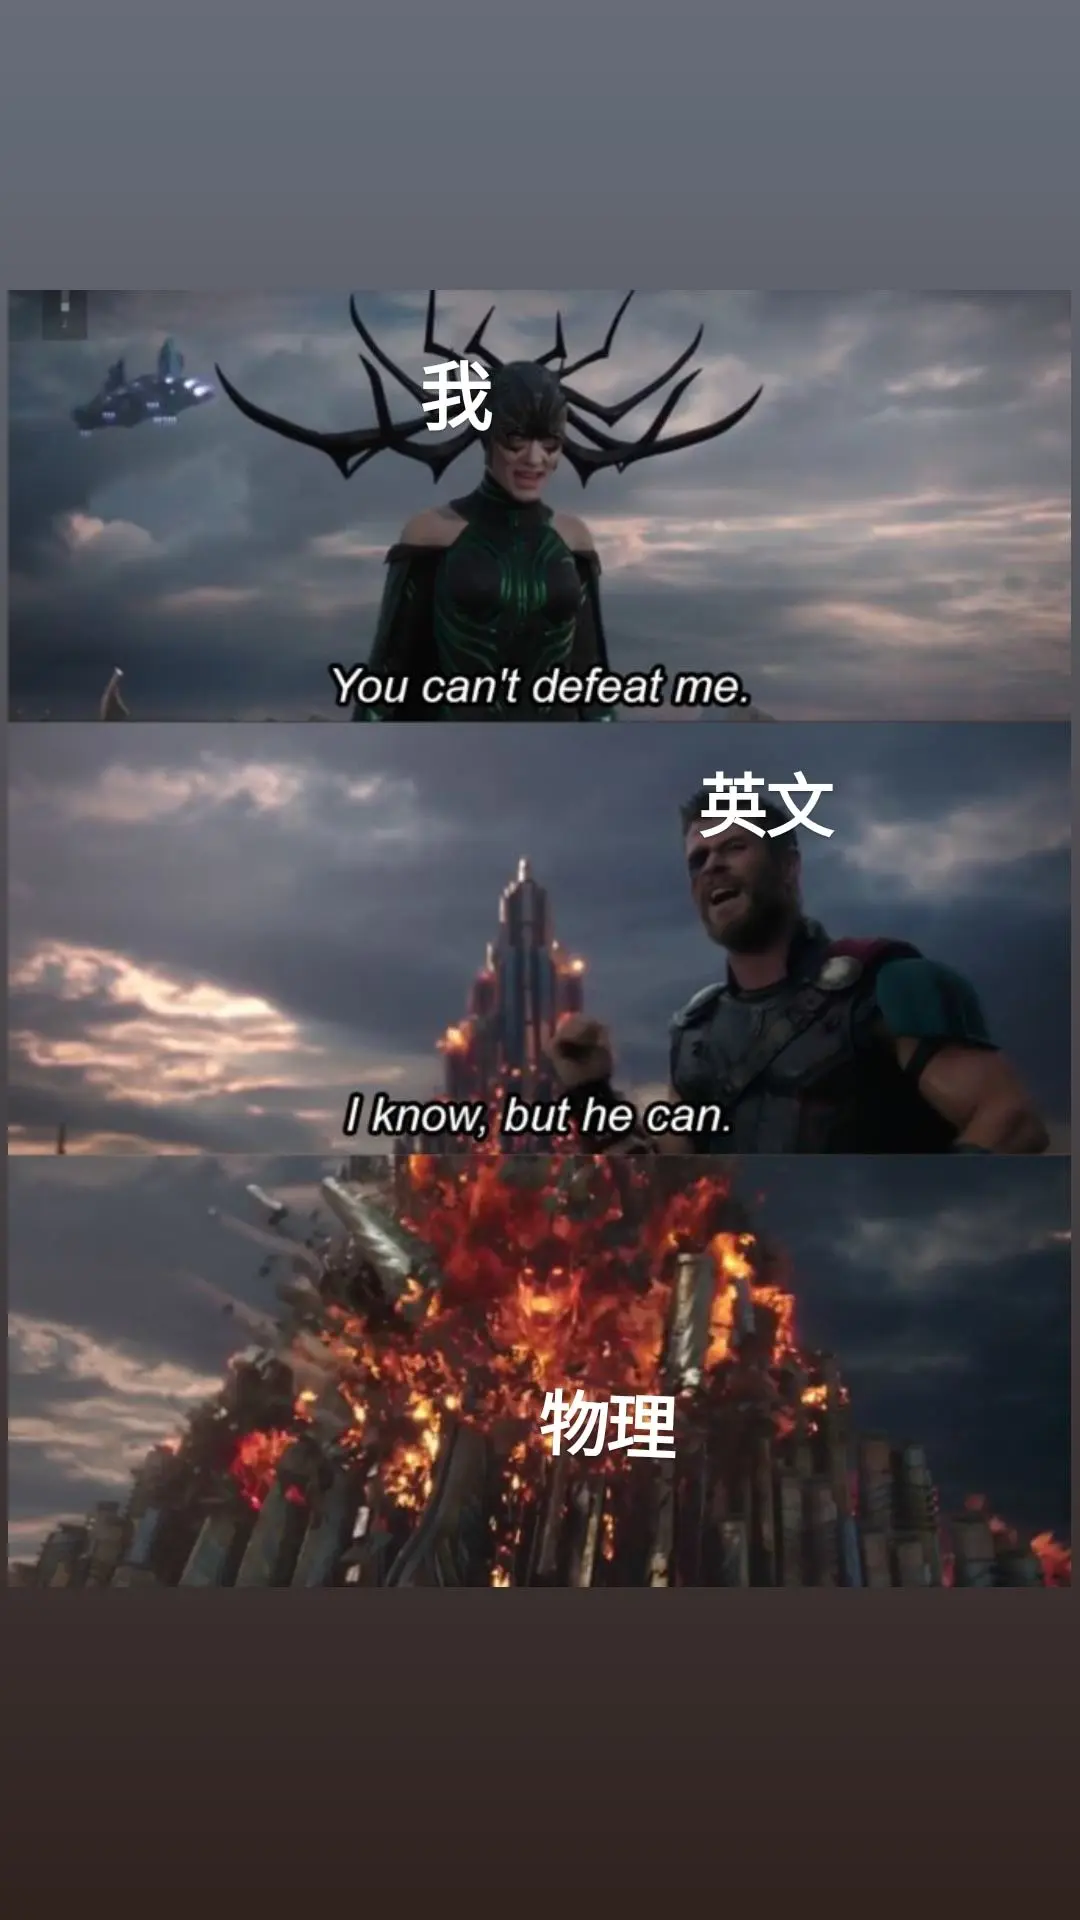 我
You can't defeat me.
英文
I know, but he can.
物理